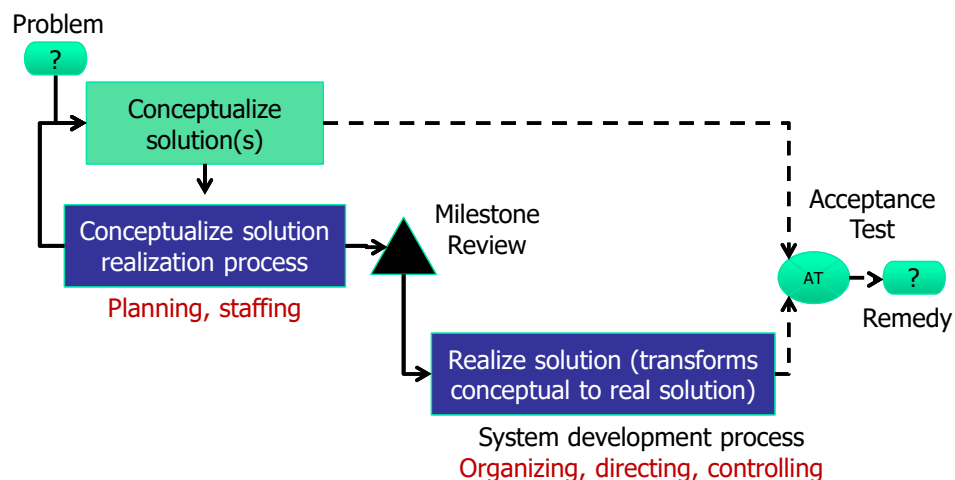 Problem
?
Conceptualize
solution(s)
Conceptualize solution
realization process
Planning, staffing
Milestone
Review
Acceptance
Test
AT
?
Remedy
Realize solution (transforms
conceptual to real solution)
System development process
Organizing, directing, controlling